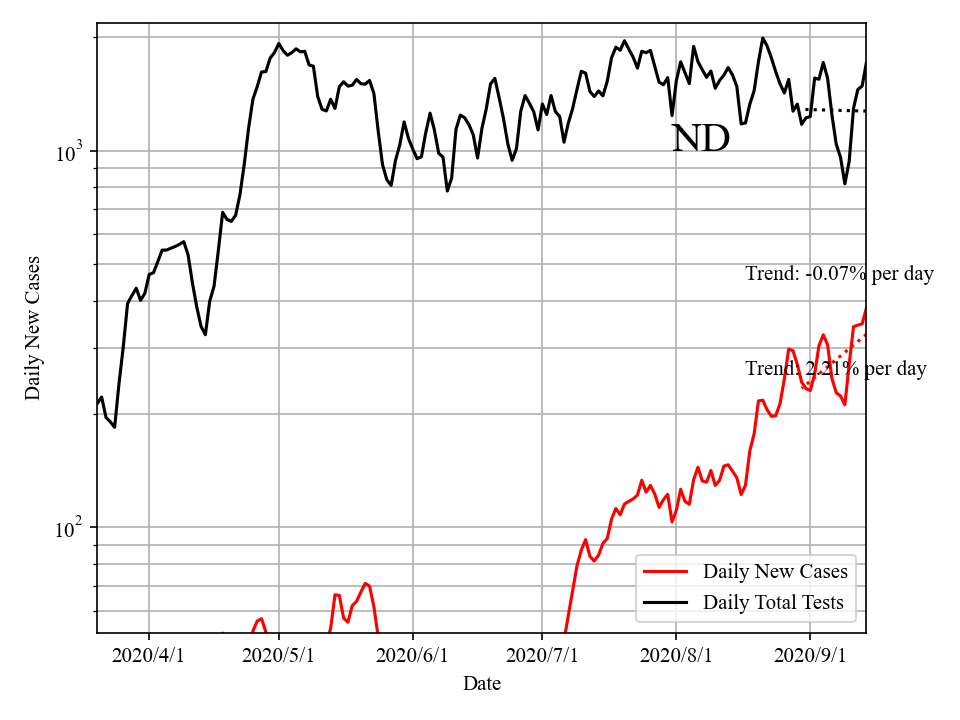 10³
10²
Daily New Cases
ND
Trend: -0.07% per day
Trend: 2.21% per day
Daily New Cases
Daily Total Tests
2020/4/1 2020/5/1 2020/6/1 2020/7/1 2020/8/1 2020/9/1
Date